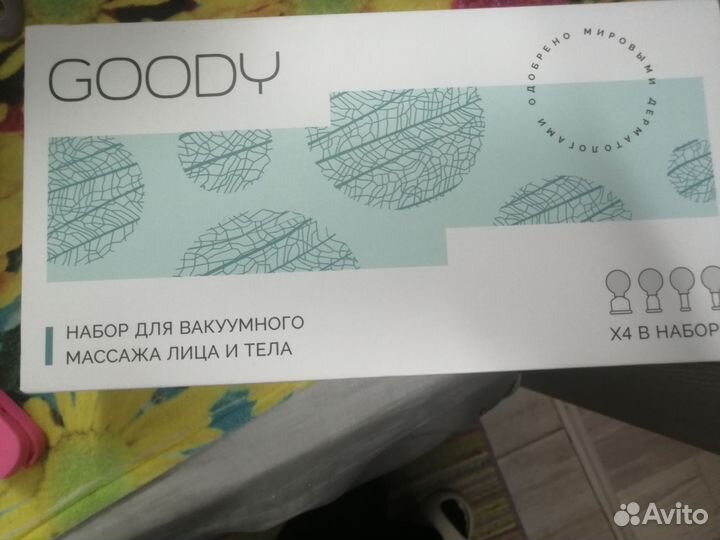 GOODY
ОДОБРЕНО МИРОВЫМИ ДЕРМАТОЛОГАМИ
НАБОР ДЛЯ ВАКУУМНОГО
МАССАЖА ЛИЦА И ТЕЛА
X4 В НАБОР
Avito